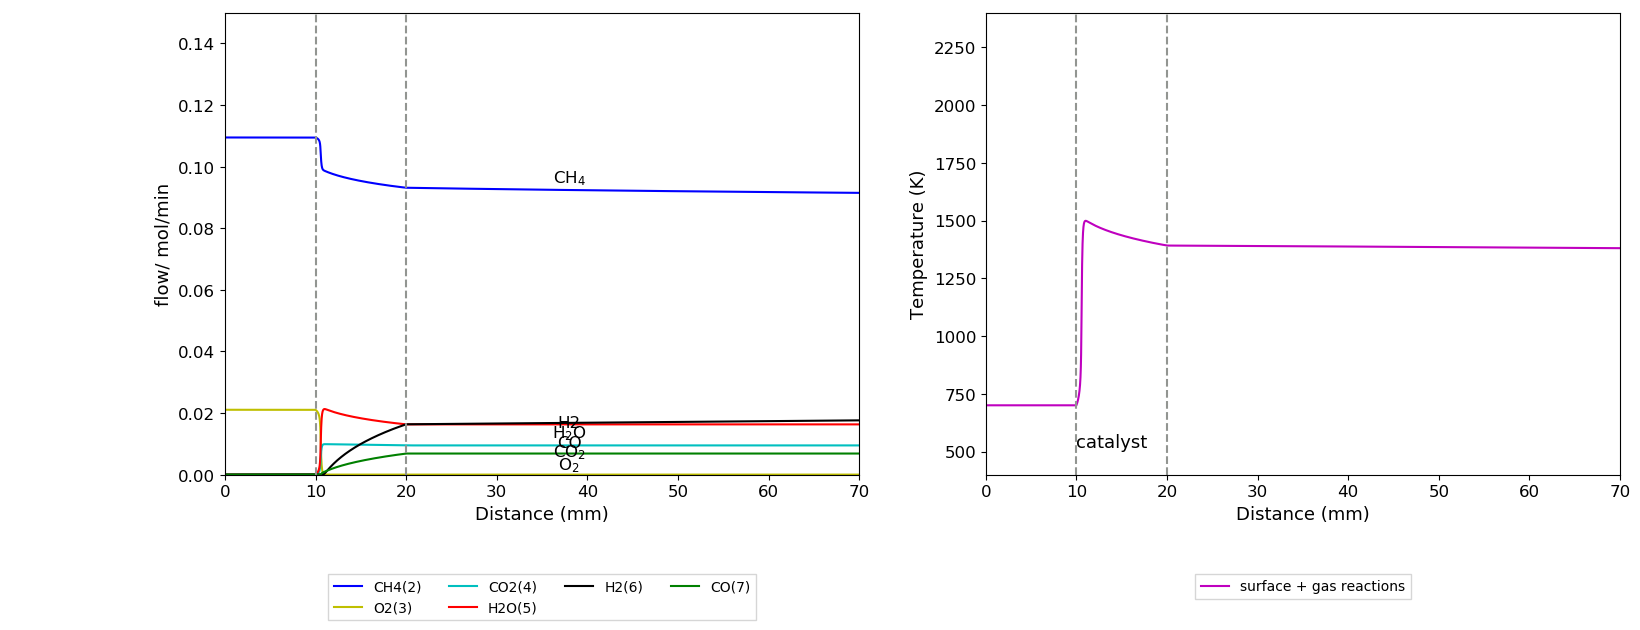 flow/ mol/min
0.14
0.12
0.10
0.08
0.06
0.04
0.02
0.00
CH₄
H2
H₂O
CO
CO₂
O₂
0 10 20 30 40 50 60 70
Distance (mm)
CH4(2) CO2(4) H2(6) CO(7)
O2(3) H2O(5)
Temperature (K)
2250
2000
1750
1500
1250
1000
750
500
catalyst
0 10 20 30 40 50 60 70
Distance (mm)
surface + gas reactions